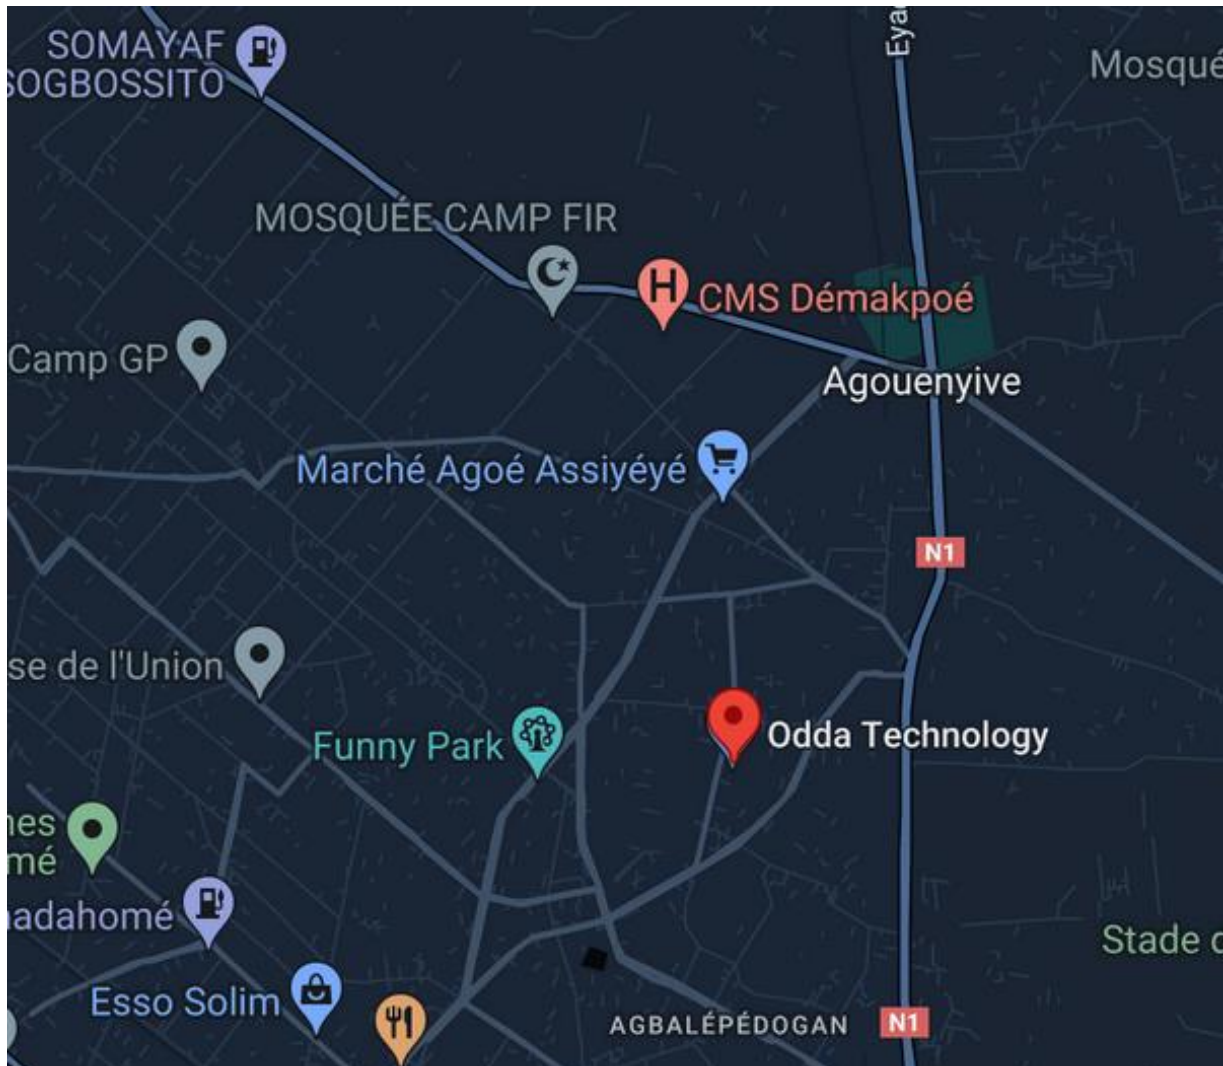 SOMAYAF
SOGBOSSITO
Eya
Mosqué
MOSQUÉE CAMP FIR
CMS Démakpoé
Camp GP
Agouenyive
Marché Agoé Assiyéyé
N1
se de l'Union
Funny Park
Odda Technology
nes
mé
adahomé
Stade
Esso Solim
AGBALÉPÉDOGAN
N1